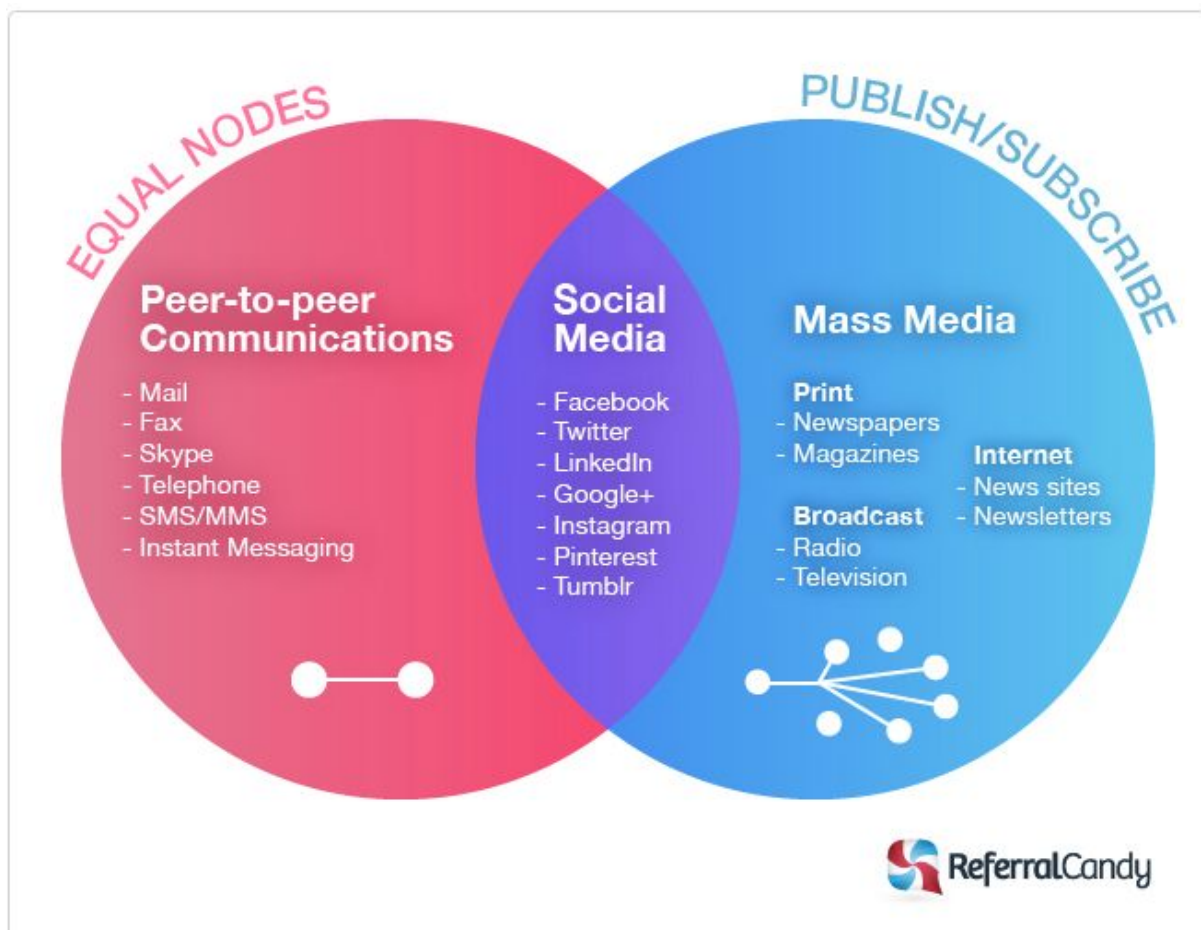 EQUAL NODES
PUBLISH/SUBSCRIBE
Peer-to-peer
Communications
- Mail
- Fax
- Skype
- Telephone
- SMS/MMS
- Instant Messaging
Social
Media
- Facebook
- Twitter
- LinkedIn
- Google+
- Instagram
- Pinterest
- Tumblr
Mass Media
Print
- Newspapers
- Magazines
Broadcast
- Radio
- Television
Internet
- News sites
- Newsletters
ReferralCandy